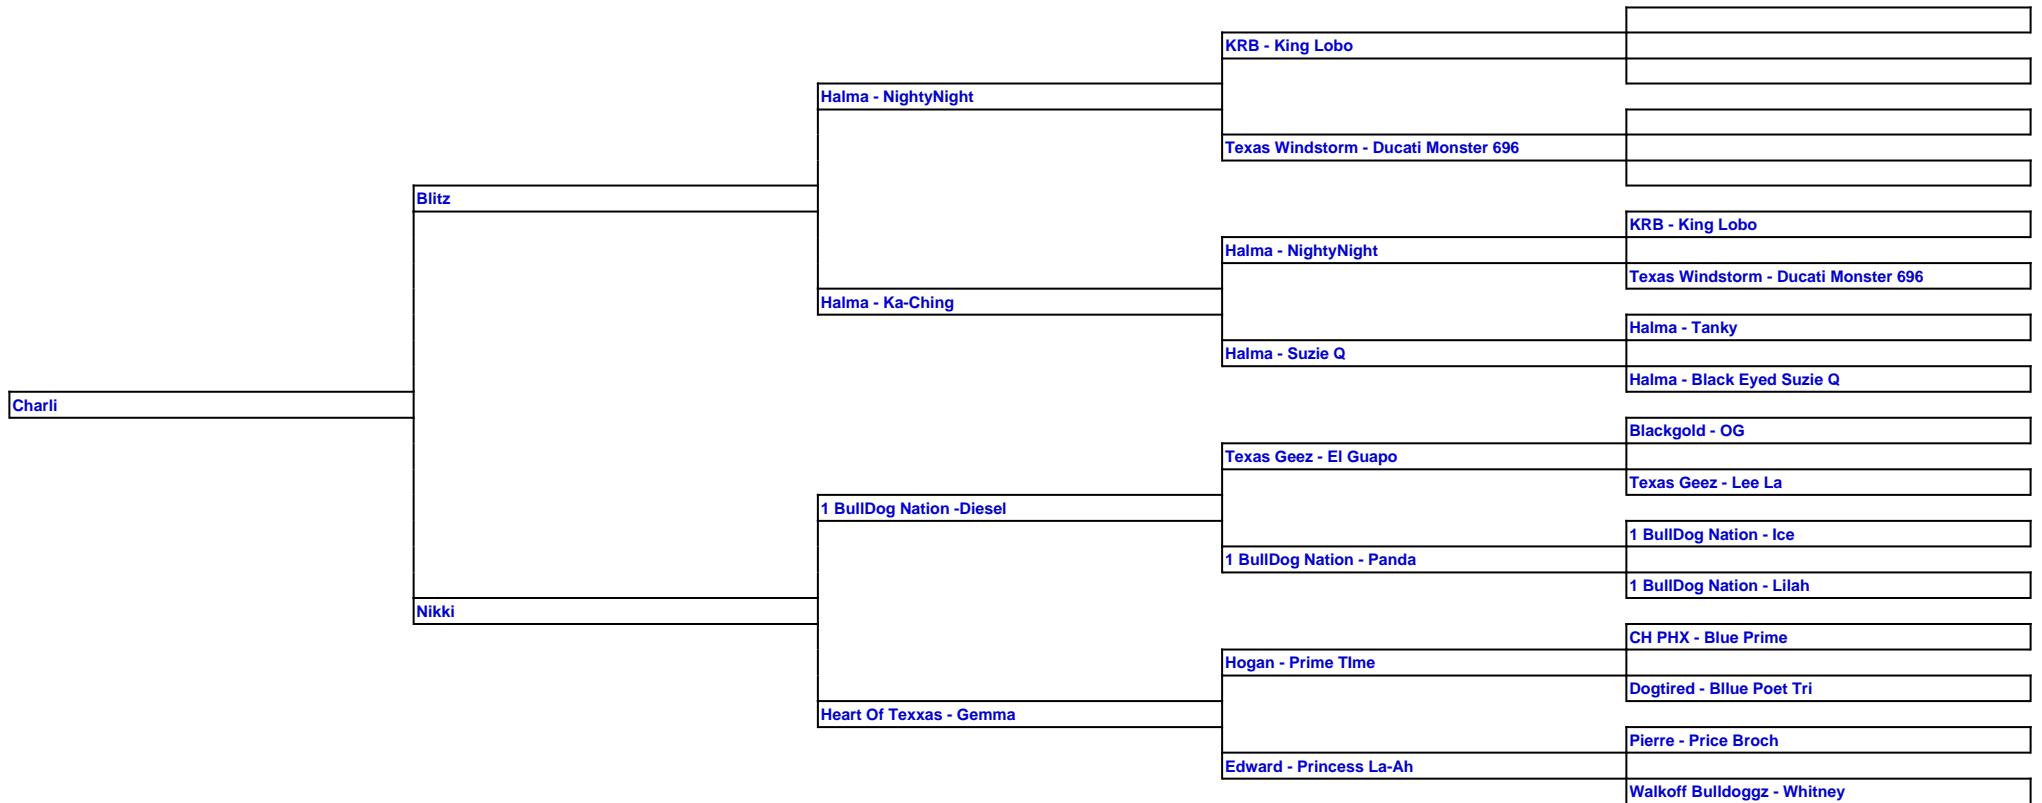 KRB - King Lobo
Halma - NightyNight
Texas Windstorm - Ducati Monster 696
Blitz
KRB - King Lobo
Halma - NightyNight
Texas Windstorm - Ducati Monster 696
Halma - Ka-Ching
Halma - Tanky
Halma - Suzie Q
Halma - Black Eyed Suzie Q
Charli
Blackgold - OG
Texas Geez - El Guapo
Texas Geez - Lee La
1 BullDog Nation -Diesel
1 BullDog Nation - Ice
1 BullDog Nation - Panda
1 BullDog Nation - Lilah
Nikki
CH PHX - Blue Prime
Hogan - Prime TIme
Dogtired - Bllue Poet Tri
Heart Of Texxas - Gemma
Pierre - Price Broch
Edward - Princess La-Ah
Walkoff Bulldoggz - Whitney